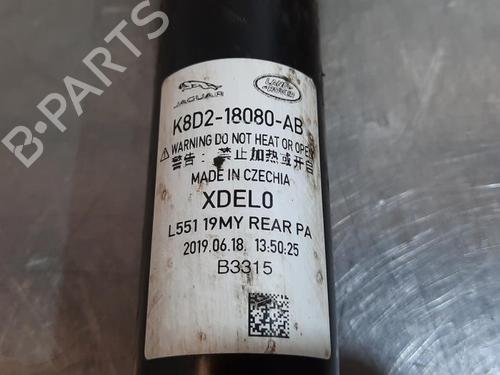 JAGUAR
LAND ROVER
K8D2-18080-AB
WARNING DO NOT HEAT OR OPEN
警告：禁止加热或开启
MADE IN CZECHIA
XDEL0
L551 19MY REAR PA
2019.06.18. 13:50:25
B3315